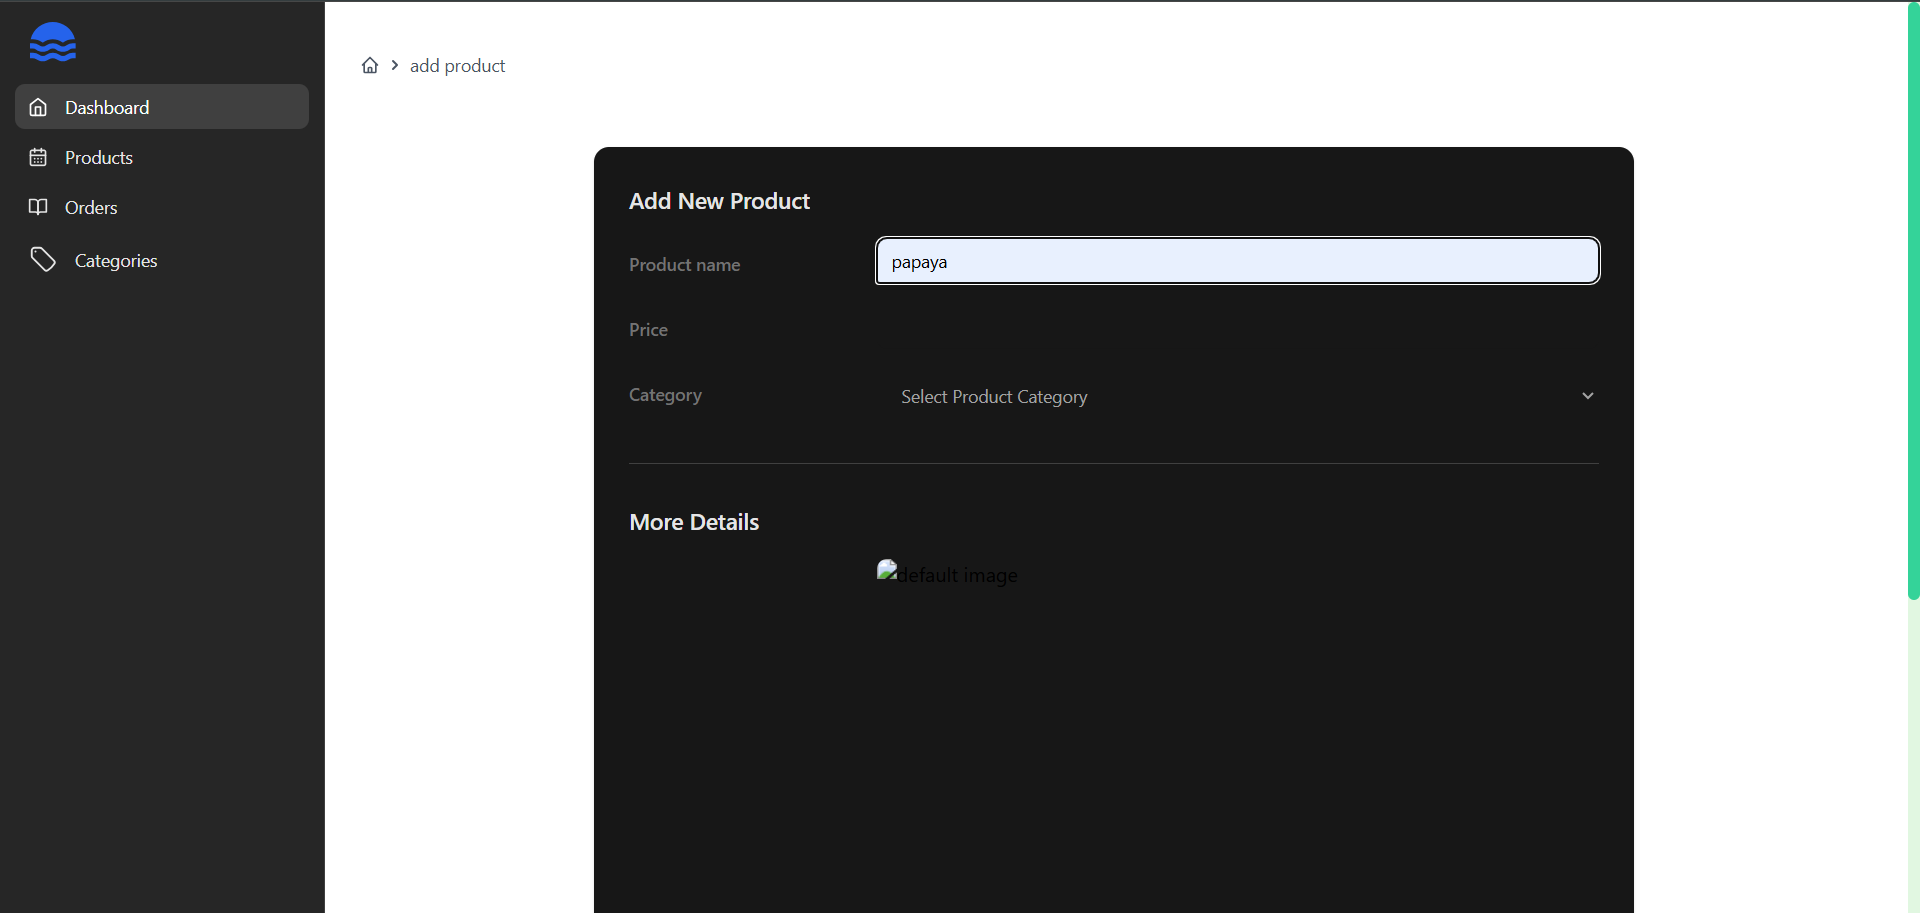 Dashboard
Products
Orders
Categories
add product
Add New Product
Product name
papaya
Price
Category
Select Product Category
More Details
default image